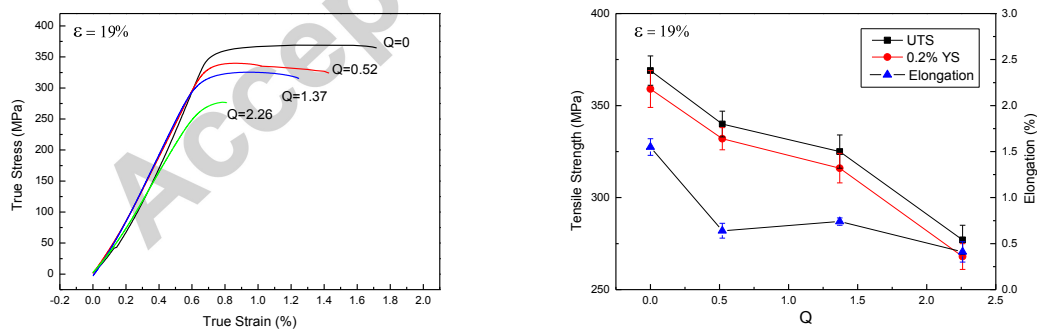 ε = 19%
Q=0
Q=0.52
Q=1.37
Q=2.26
True Stress (MPa)
400
350
300
250
200
150
100
50
0
-0.2 0.0 0.2 0.4 0.6 0.8 1.0 1.2 1.4 1.6 1.8 2.0
True Strain (%)
Accep
ε = 19%
UTS
0.2% YS
Elongation
Tensile Strength (MPa)
400
350
300
250
Elongation (%)
3.0
2.5
2.0
1.5
1.0
0.5
0.0
0.0 0.5 1.0 1.5 2.0 2.5
Q